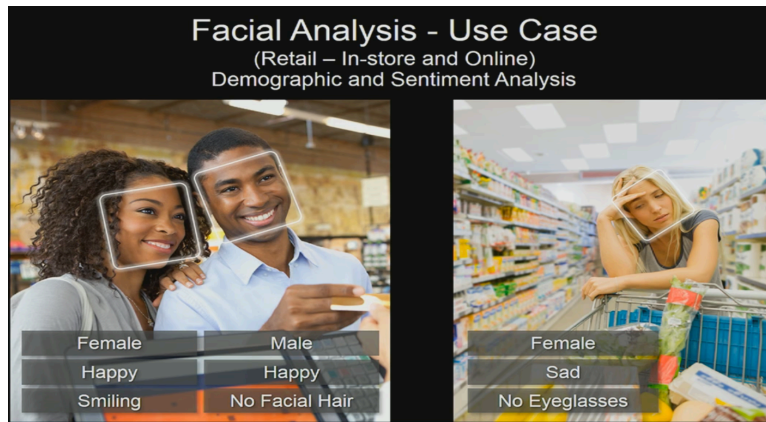 Facial Analysis - Use Case
(Retail – In-store and Online)
Demographic and Sentiment Analysis
Female
Male
Female
Happy
Happy
Sad
Smiling
No Facial Hair
No Eyeglasses